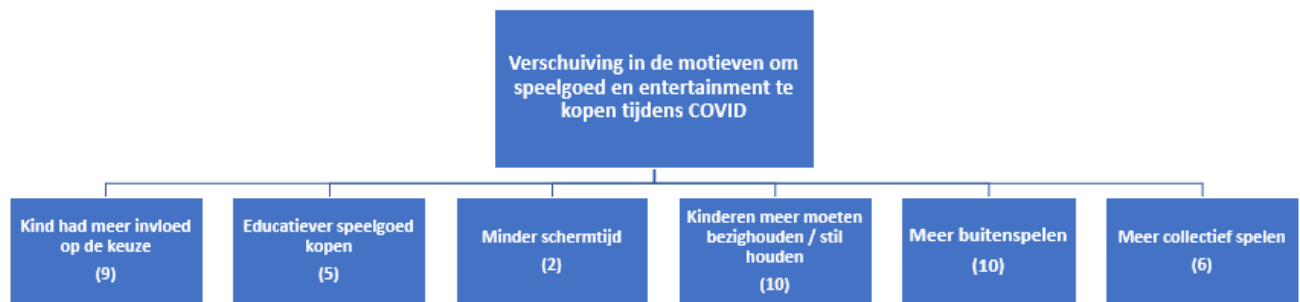 Verschuiving in de motieven om
speelgoed en entertainment te
kopen tijdens COVID
Kind had meer invloed
op de keuze
(9)
Educatiever speelgoed
kopen
(5)
Minder schermtijd
(2)
Kinderen meer moeten
bezighouden / stil
houden
(10)
Meer buitenspelen
(10)
Meer collectief spelen
(6)